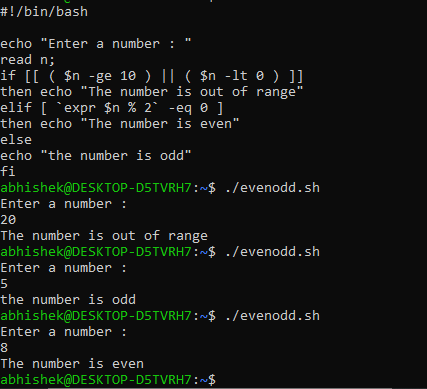 #!/bin/bash

echo "Enter a number : "
read n;
if [[ ( $n -ge 10 ) || ( $n -lt 0 ) ]]
then echo "The number is out of range"
elif [ `expr $n % 2` -eq 0 ]
then echo "The number is even"
else
echo "the number is odd"
fi
abhishek@DESKTOP-D5TVRH7:~$ ./evenodd.sh
Enter a number :
20
The number is out of range
abhishek@DESKTOP-D5TVRH7:~$ ./evenodd.sh
Enter a number :
5
the number is odd
abhishek@DESKTOP-D5TVRH7:~$ ./evenodd.sh
Enter a number :
8
The number is even
abhishek@DESKTOP-D5TVRH7:~$